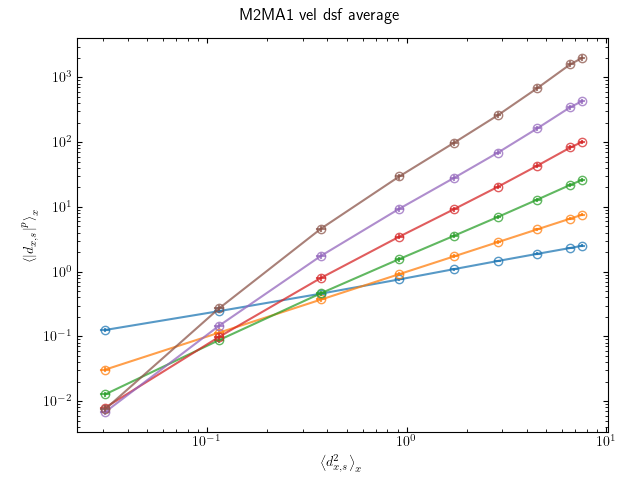 M2MA1 vel dsf average
10³
10²
10¹
10⁰
10⁻¹
10⁻²
⟨|d_{x,s}|^p⟩_x
10⁻¹ 10⁰ 10¹
⟨d²_{x,s}⟩_x